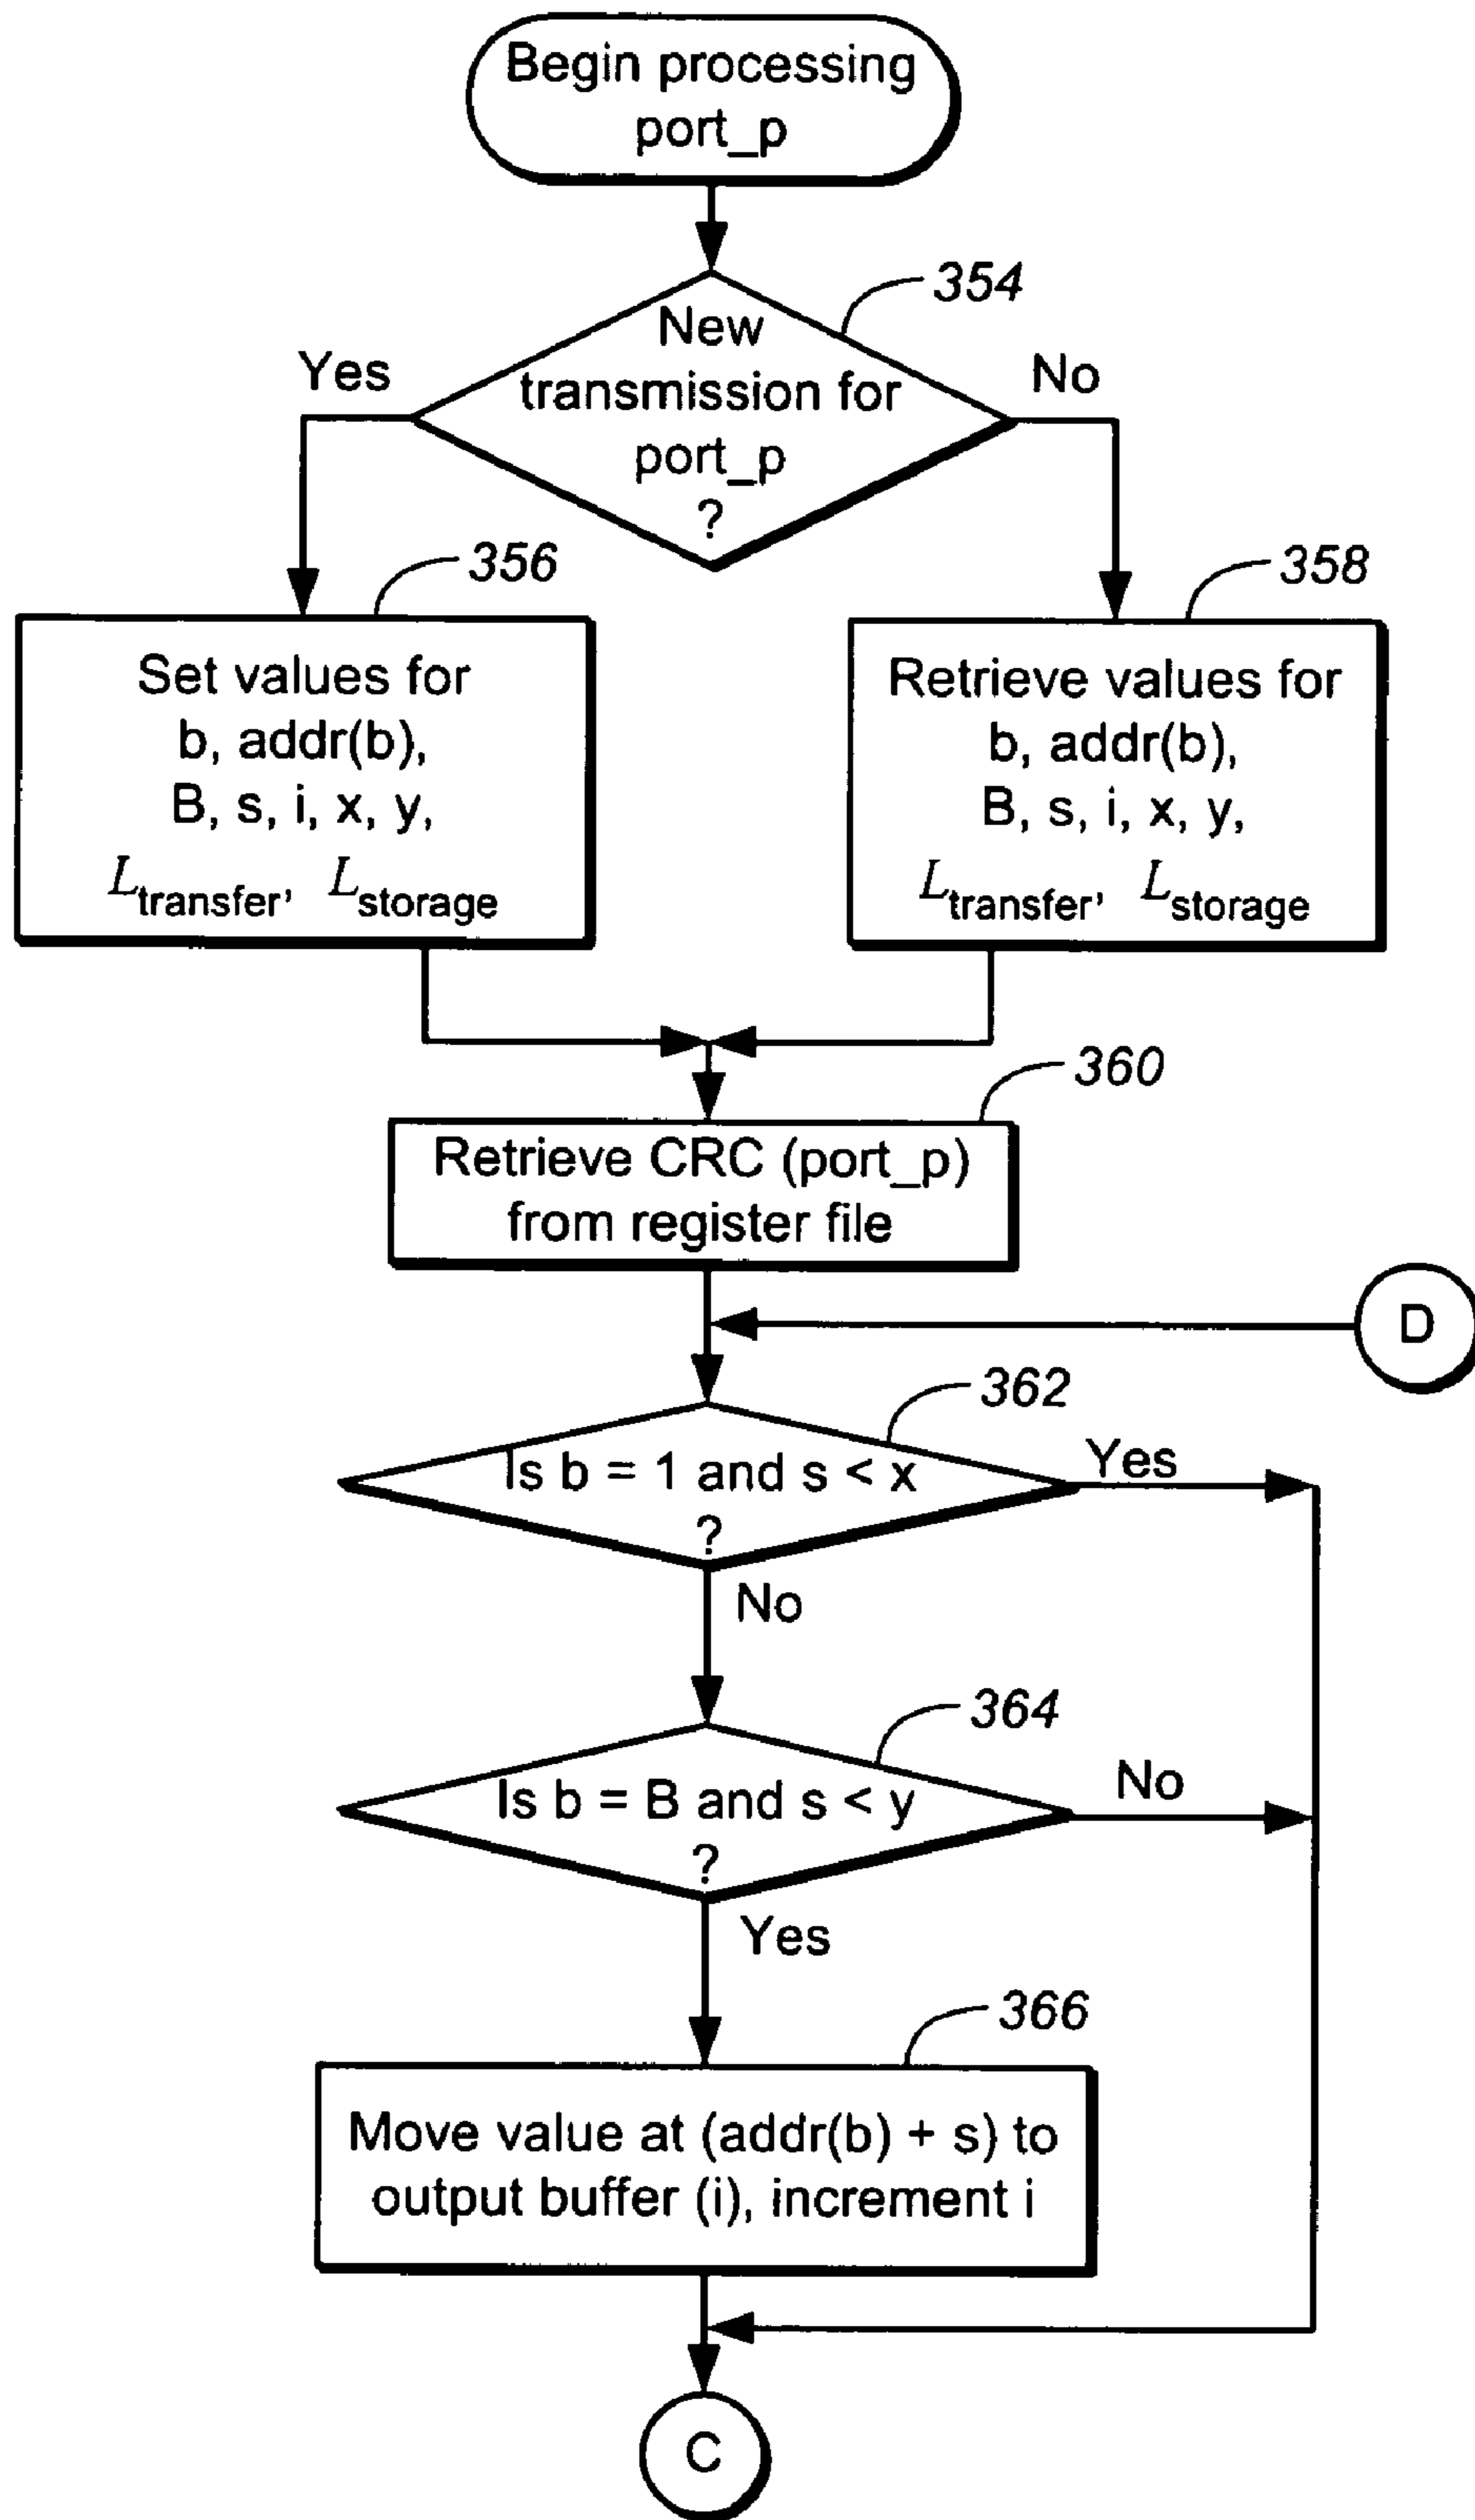 Begin processing
port_p
354
New
transmission for
port_p
?
Yes
No
356
358
Set values for
b, addr(b),
B, s, i, x, y,
Ltransfer, Lstorage
Retrieve values for
b, addr(b),
B, s, i, x, y,
Ltransfer, Lstorage
360
Retrieve CRC (port_p)
from register file
D
362
Is b = 1 and s < x
?
Yes
No
364
Is b = B and s < y
?
No
Yes
366
Move value at (addr(b) + s) to
output buffer (i), increment i
C